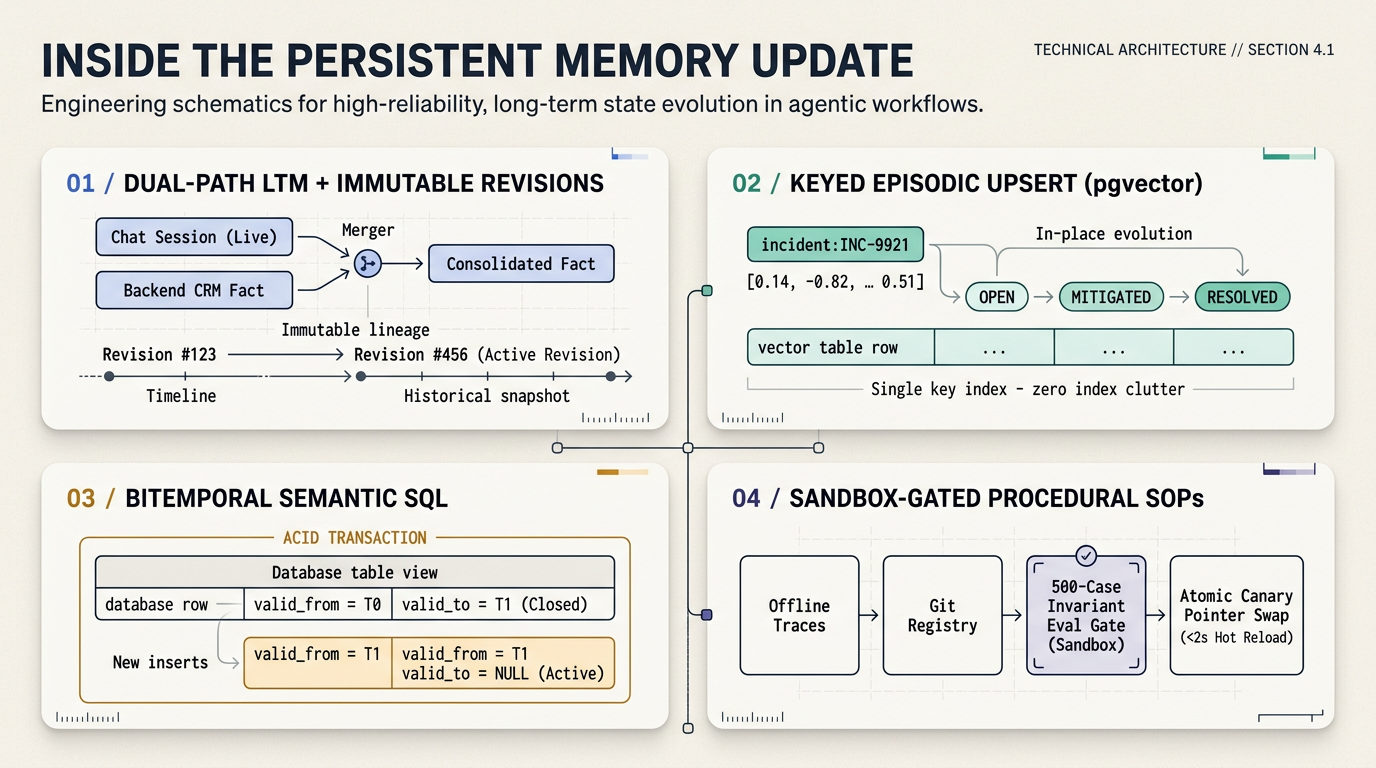 INSIDE THE PERSISTENT MEMORY UPDATE
TECHNICAL ARCHITECTURE // SECTION 4.1
Engineering schematics for high-reliability, long-term state evolution in agentic workflows.
01 / DUAL-PATH LTM + IMMUTABLE REVISIONS
Chat Session (Live)
Backend CRM Fact
Merger
Consolidated Fact
Immutable lineage
Revision #123
Revision #456 (Active Revision)
Timeline
Historical snapshot
02 / KEYED EPISODIC UPSERT (pgvector)
incident:INC-9921
[0.14, -0.82, … 0.51]
In-place evolution
OPEN
MITIGATED
RESOLVED
vector table row
...
...
...
Single key index - zero index clutter
03 / BITEMPORAL SEMANTIC SQL
ACID TRANSACTION
Database table view
database row
valid_from = T0
valid_to = T1 (Closed)
New inserts
valid_from = T1
valid_from = T1
valid_to = NULL (Active)
04 / SANDBOX-GATED PROCEDURAL SOPs
Offline
Traces
Git
Registry
500-Case
Invariant
Eval Gate
(Sandbox)
Atomic Canary
Pointer Swap
(<2s Hot Reload)